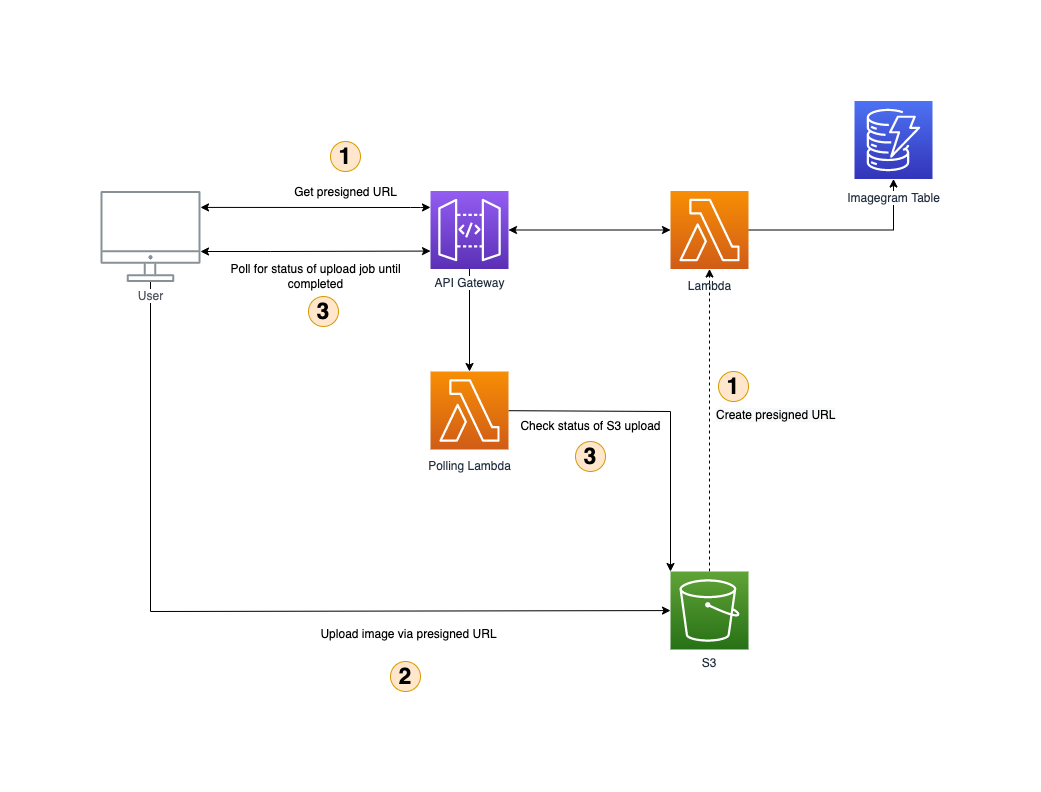 1
Get presigned URL
Imagegram Table
Poll for status of upload job until
completed
3
User
API Gateway
Lambda
1
Create presigned URL
Check status of S3 upload
3
Polling Lambda
Upload image via presigned URL
2
S3